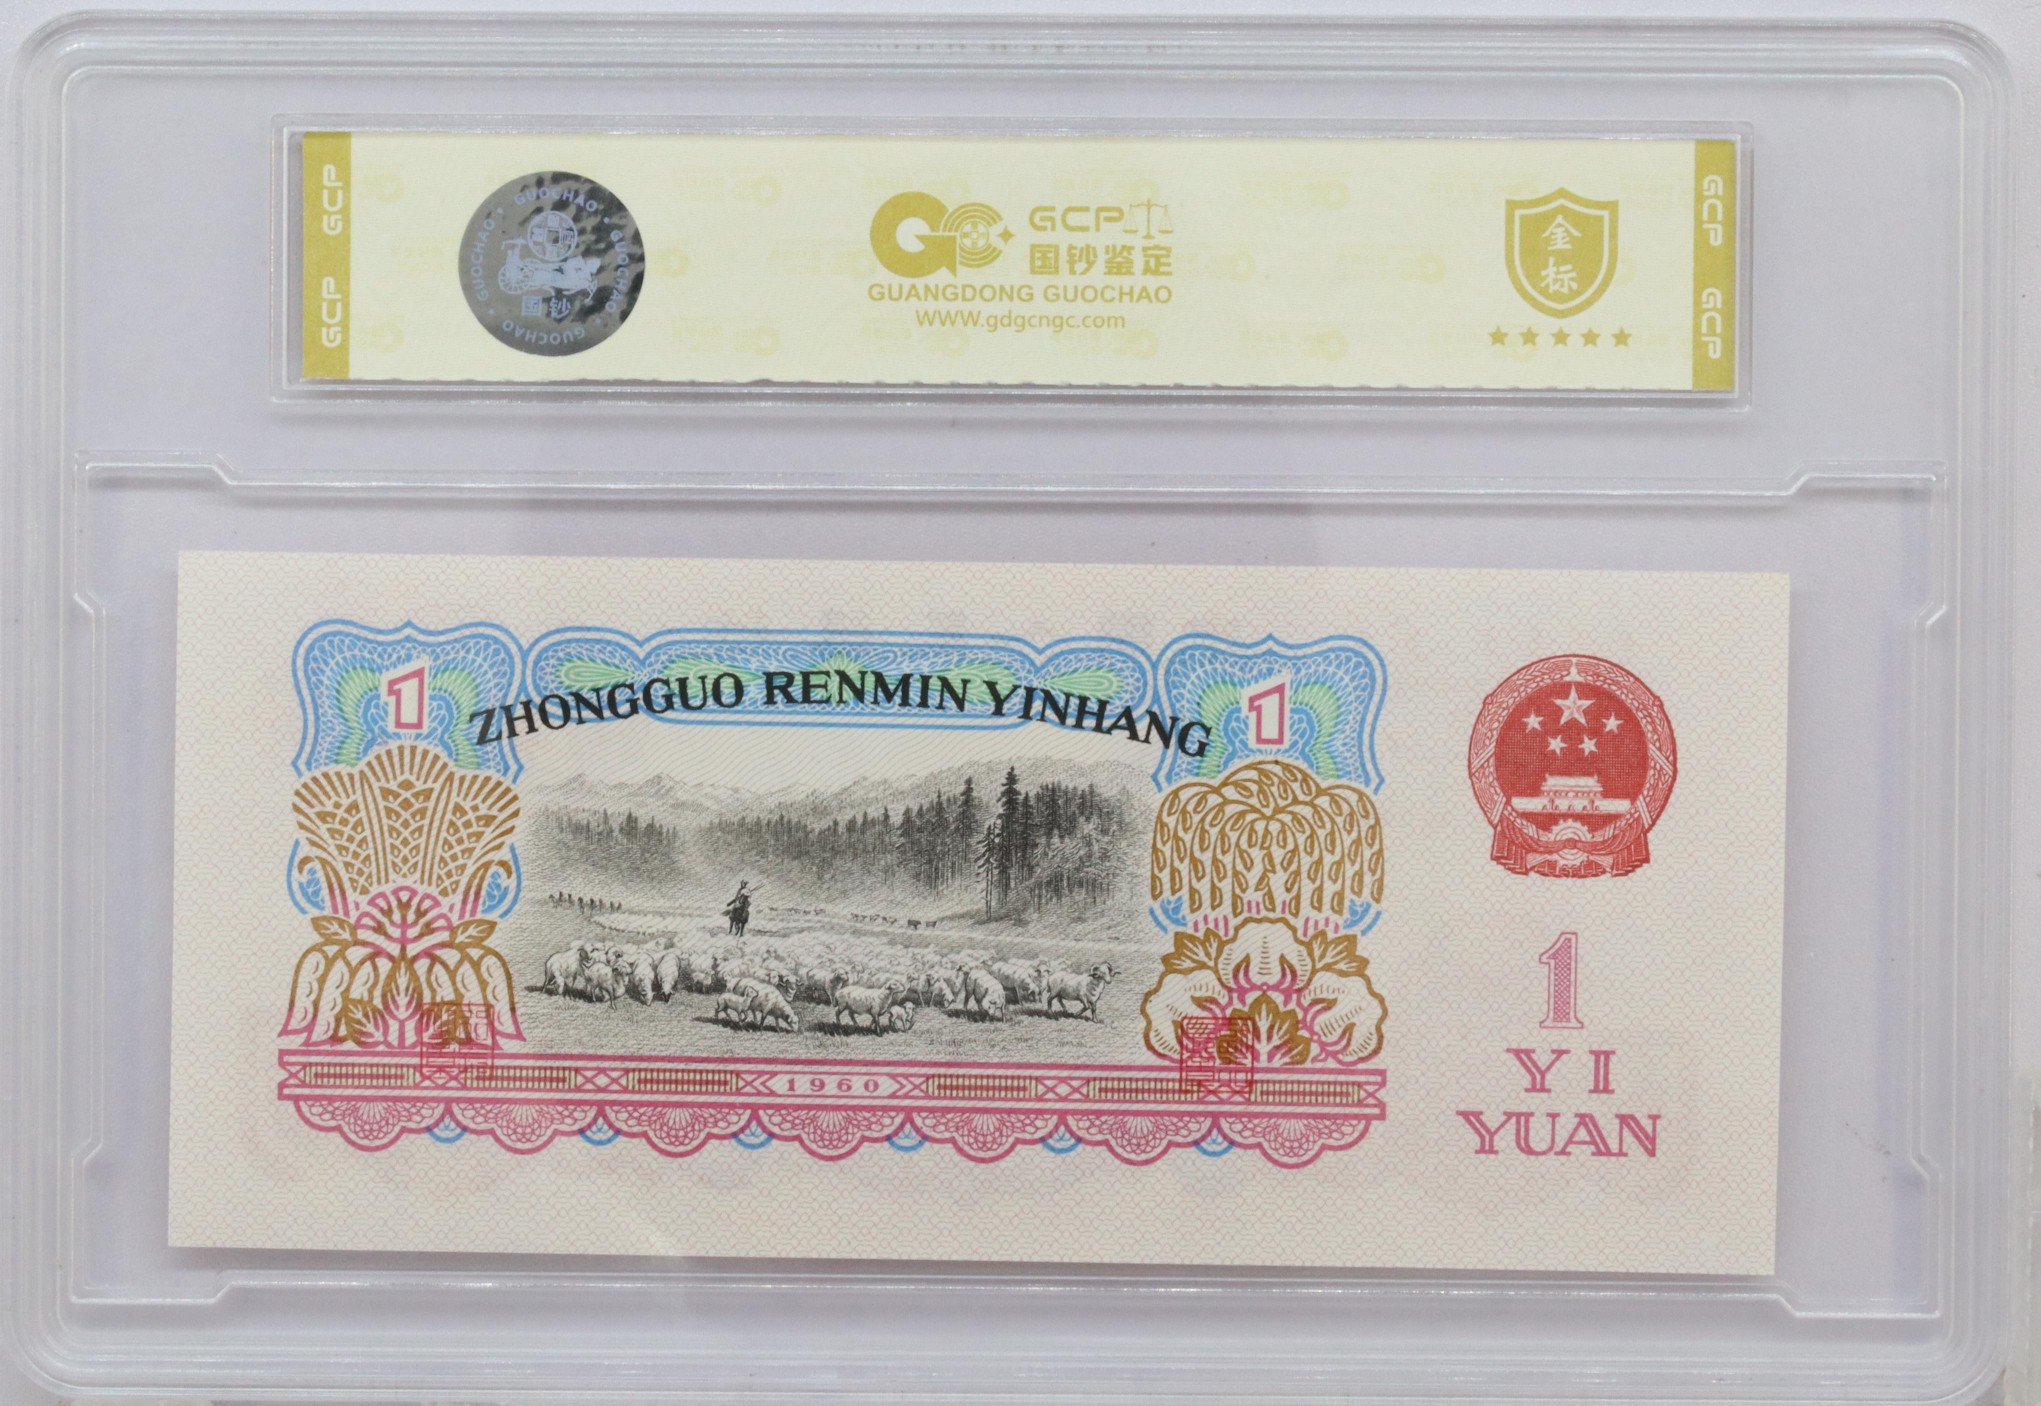 GCP GCP
GUOCHAO · GUOCHAO · GUOCHAO · GUOCHAO
国钞
GCP
国钞鉴定
GUANGDONG GUOCHAO
WWW.gdgcngc.com
金标
GCP GCP
1
ZHONGGUO RENMIN YINHANG
1
1960
1
YI
YUAN